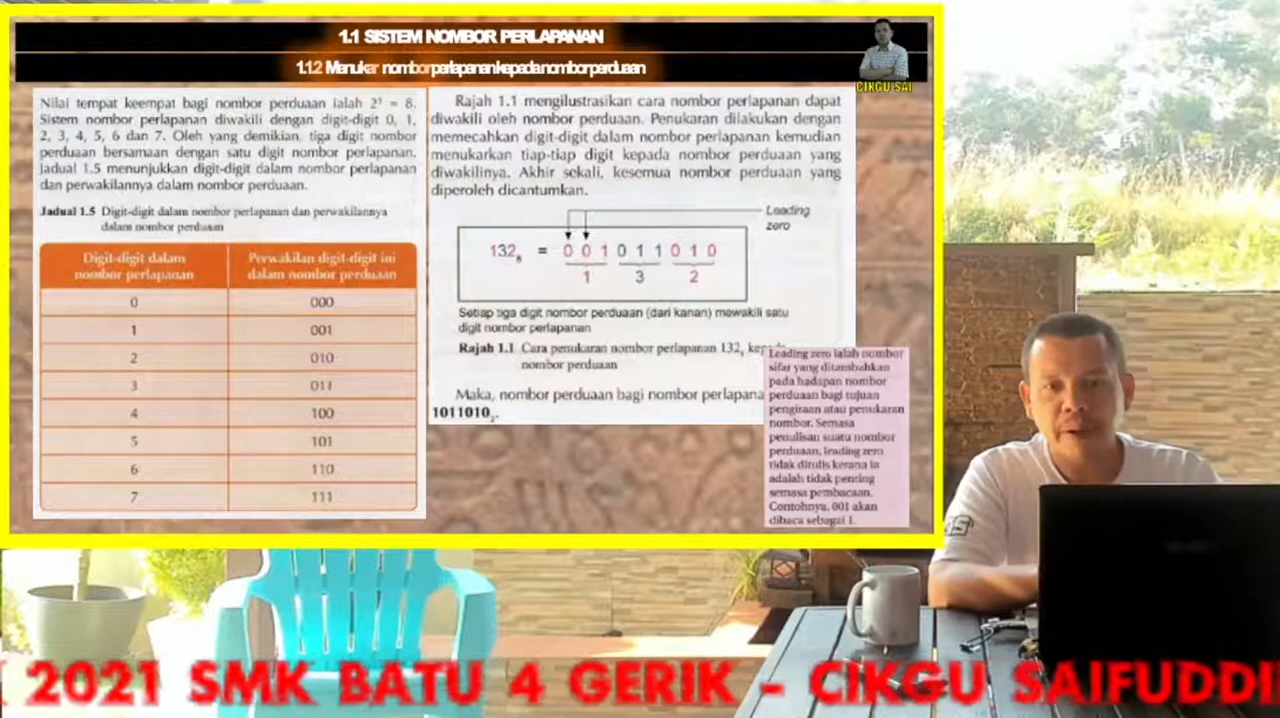 1.1 SISTEM NOMBOR PERLAPANAN
1.1.2 Menukar nombor perlapanan kepada nombor perduaan
CIKGU SAI
Nilai tempat keempat bagi nombor perduaan ialah 2³ = 8.
Sistem nombor perlapanan diwakili dengan digit-digit 0, 1,
2, 3, 4, 5, 6 dan 7. Oleh yang demikian, tiga digit nombor
perduaan bersamaan dengan satu digit nombor perlapanan.
Jadual 1.5 menunjukkan digit-digit dalam nombor perlapanan
dan perwakilannya dalam nombor perduaan.
Jadual 1.5 Digit-digit dalam nombor perlapanan dan perwakilannya
dalam nombor perduaan
Digit-digit dalam nombor perlapanan
Perwakilan digit-digit ini dalam nombor perduaan
0 000
1 001
2 010
3 011
4 100
5 101
6 110
7 111
Rajah 1.1 mengilustrasikan cara nombor perlapanan dapat
diwakili oleh nombor perduaan. Penukaran dilakukan dengan
memecahkan digit-digit dalam nombor perlapanan kemudian
menukarkan tiap-tiap digit kepada nombor perduaan yang
diwakilinya. Akhir sekali, kesemua nombor perduaan yang
diperoleh dicantumkan.
Leading
zero
132₈ = 0 0 1 0 1 1 0 1 0
1 3 2
Setiap tiga digit nombor perduaan (dari kanan) mewakili satu
digit nombor perlapanan
Rajah 1.1 Cara penukaran nombor perlapanan 132₈
nombor perduaan
Maka, nombor perduaan bagi nombor perlapana
1011010₂.
Leading zero ialah nombor
sifar yang ditambahkan
pada hadapan nombor
perduaan bagi tujuan
pengiraan atau penukaran
nombor. Semasa
penulisan suatu nombor
perduaan, leading zero
tidak ditulis kerana ia
adalah tidak penting
semasa pembacaan.
Contohnya, 001 akan
dibaca sebagai 1.
2021 SMK BATU 4 GERIK - CIKGU SAIFUDDI